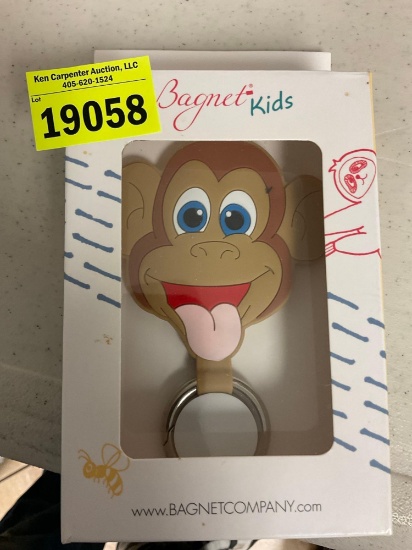 Ken Carpenter Auction, LLC
405-620-1524
Lot
19058
Bagnet Kids
www.BAGNETCOMPANY.com